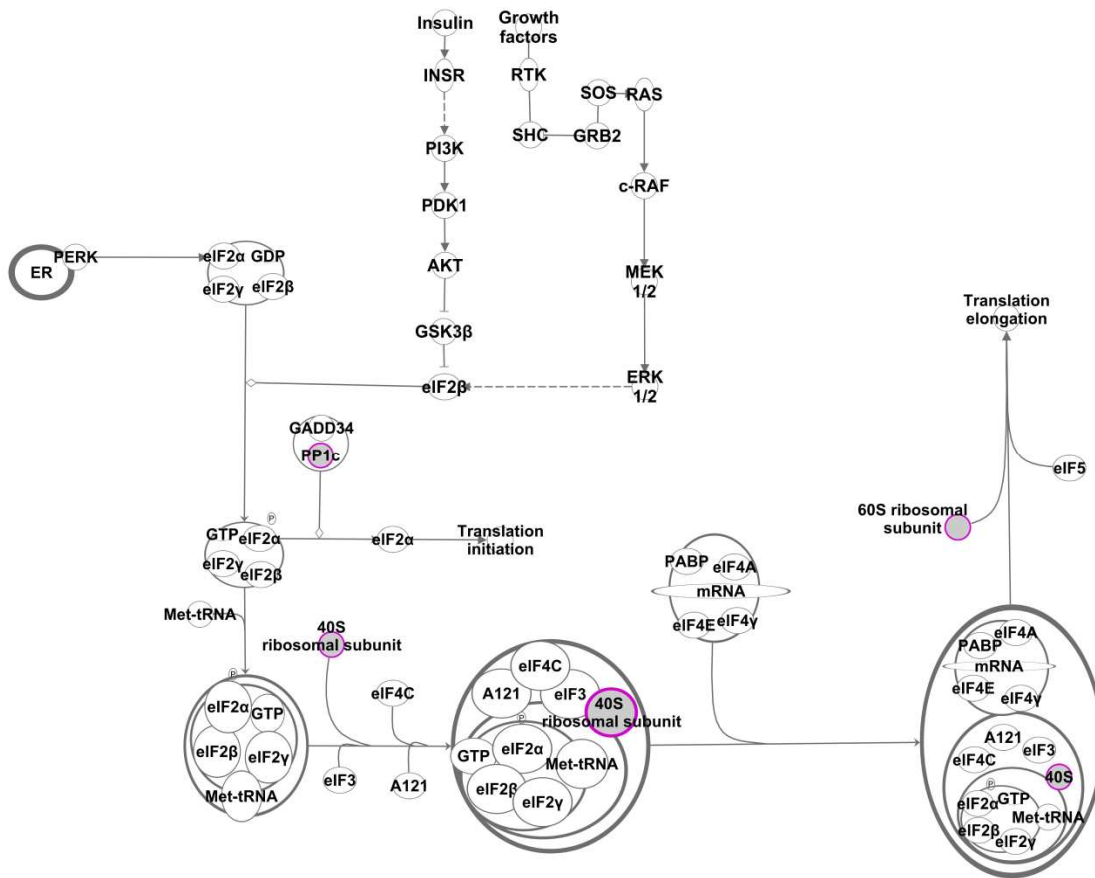 Insulin
Growth
factors
INSR
RTK
SOS
RAS
SHC
GRB2
PI3K
c-RAF
PDK1
ER
PERK
eIF2α
GDP
eIF2γ
eIF2β
AKT
MEK
1/2
GSK3β
Translation
elongation
eIF2β
ERK
1/2
GADD34
PP1c
eIF5
60S ribosomal
subunit
P
GTP
eIF2α
eIF2γ
eIF2β
eIF2α
Translation
initiation
PABP
eIF4A
mRNA
eIF4E
eIF4γ
Met-tRNA
40S
ribosomal subunit
P
eIF2α
GTP
eIF2β
eIF2γ
Met-tRNA
eIF3
eIF4C
A121
eIF4C
A121
eIF3
40S
ribosomal subunit
P
GTP
eIF2α
Met-tRNA
eIF2β
eIF2γ
eIF4A
PABP
mRNA
eIF4E
eIF4γ
A121
eIF3
eIF4C
40S
P
eIF2α
GTP
Met-tRNA
eIF2β
eIF2γ